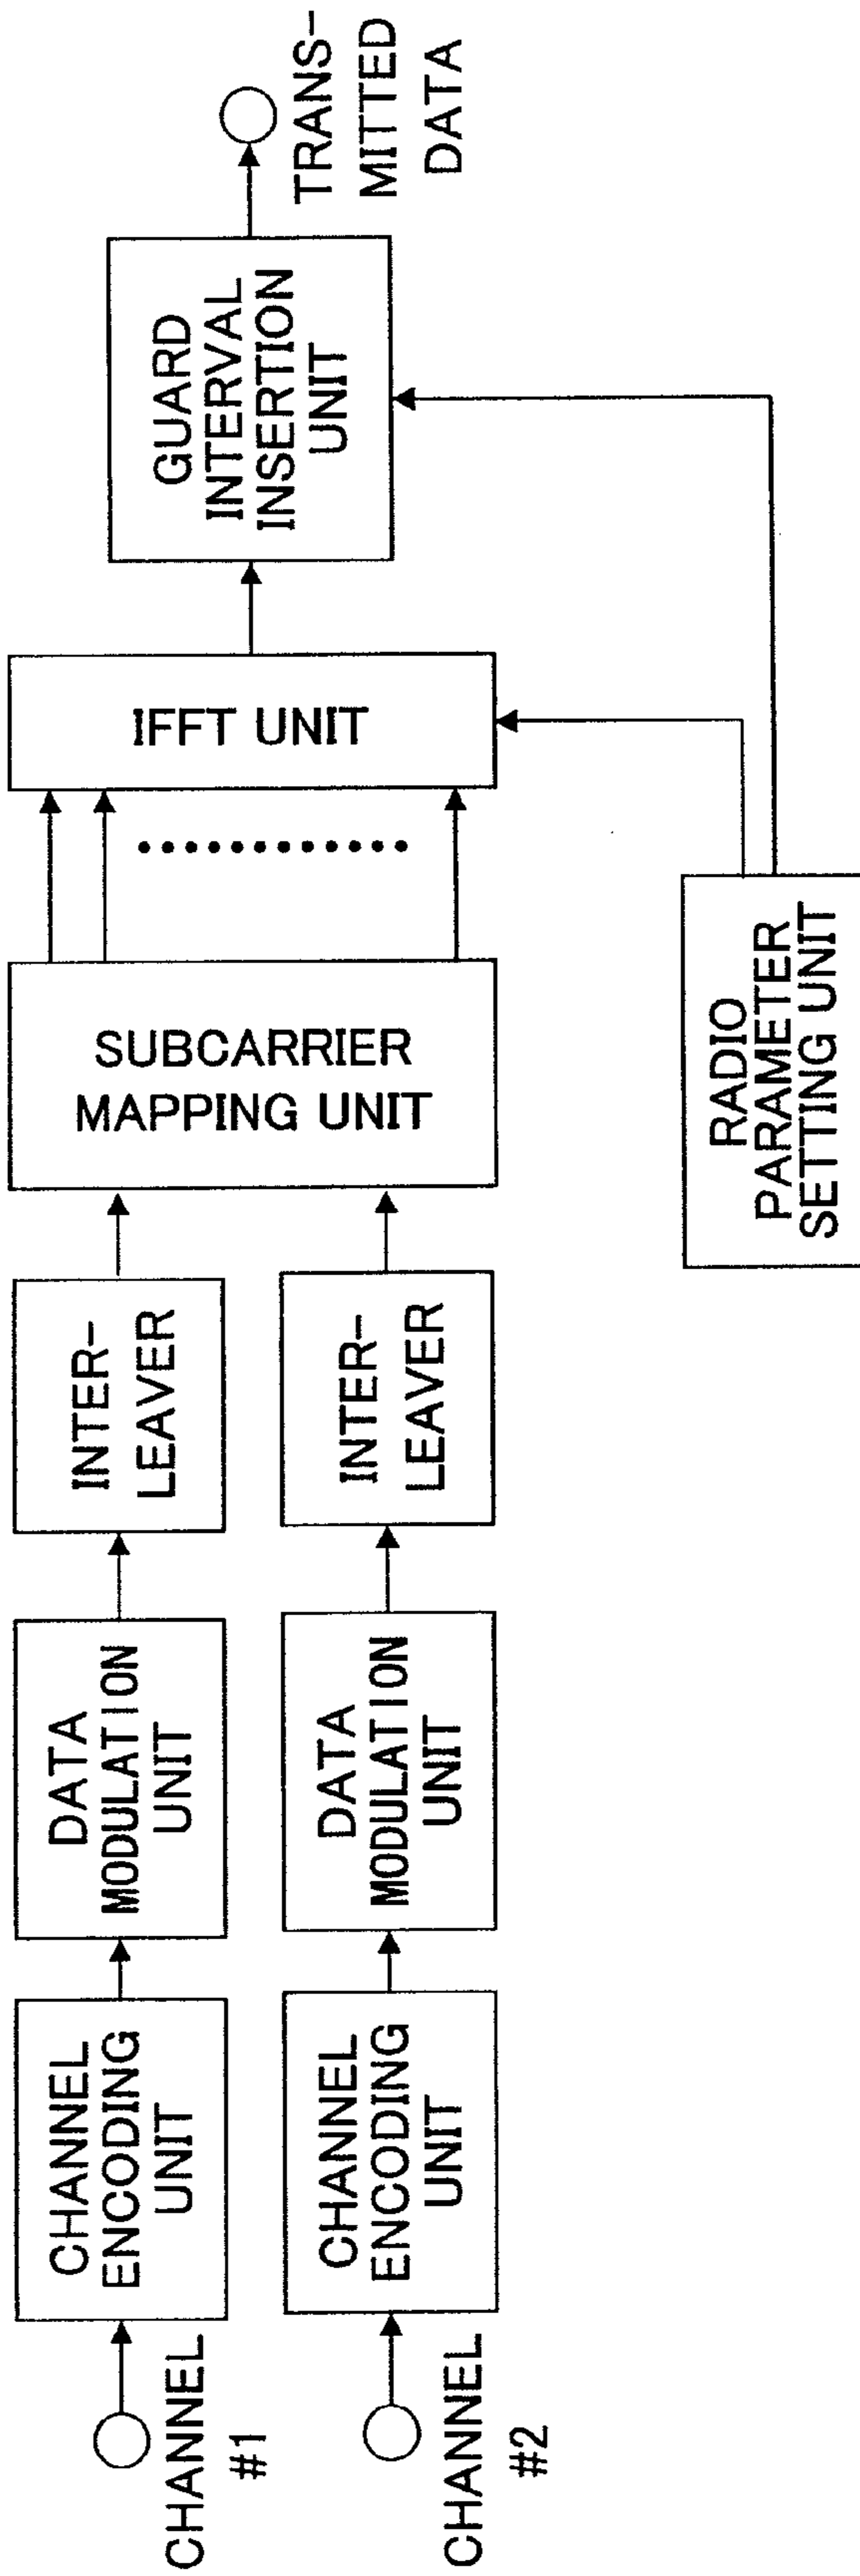 CHANNEL
#1
CHANNEL
ENCODING
UNIT
DATA
MODULATION
UNIT
INTER-
LEAVER
CHANNEL
#2
CHANNEL
ENCODING
UNIT
DATA
MODULATION
UNIT
INTER-
LEAVER
SUBCARRIER
MAPPING UNIT
IFFT UNIT
GUARD
INTERVAL
INSERTION
UNIT
TRANS-
MITTED
DATA
RADIO
PARAMETER
SETTING UNIT